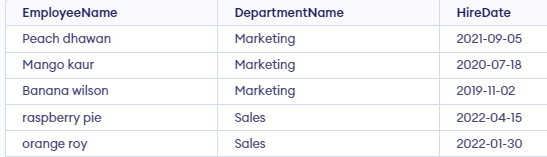 EmployeeName DepartmentName HireDate
Peach dhawan Marketing 2021-09-05
Mango kaur Marketing 2020-07-18
Banana wilson Marketing 2019-11-02
raspberry pie Sales 2022-04-15
orange roy Sales 2022-01-30